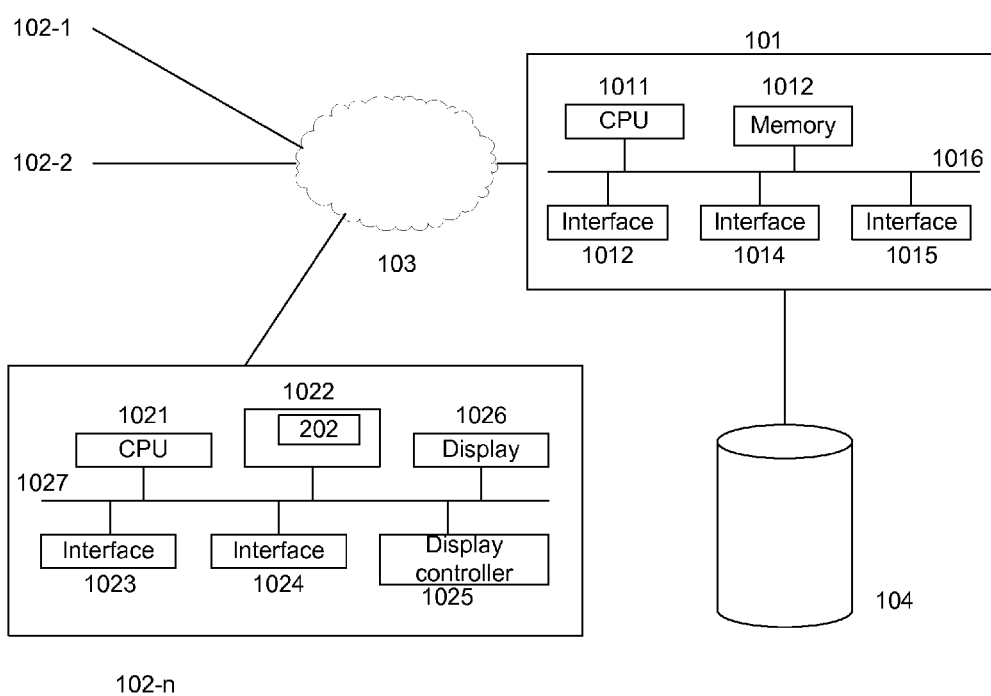 102-1
101
1011
1012
CPU
Memory
102-2
1016
Interface
Interface
Interface
1012
1014
1015
103
1022
1021
202
1026
CPU
Display
1027
Interface
Interface
Display
controller
1023
1024
1025
104
102-n